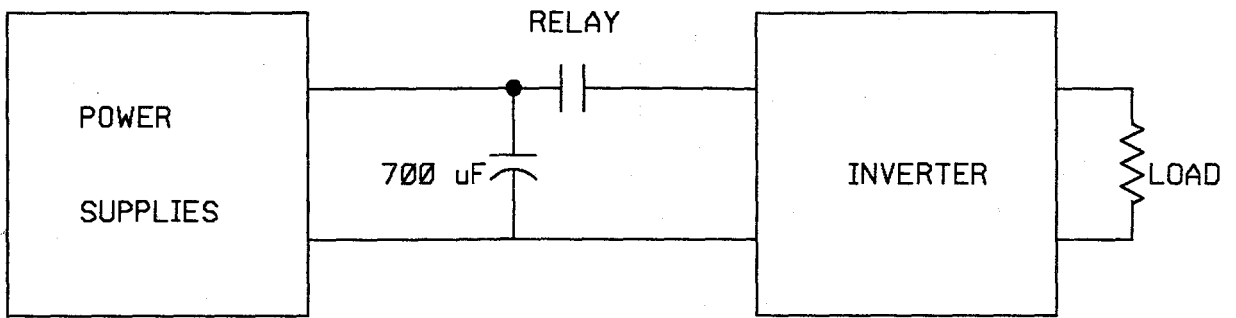 RELAY
POWER
SUPPLIES
700 uF
INVERTER
LOAD